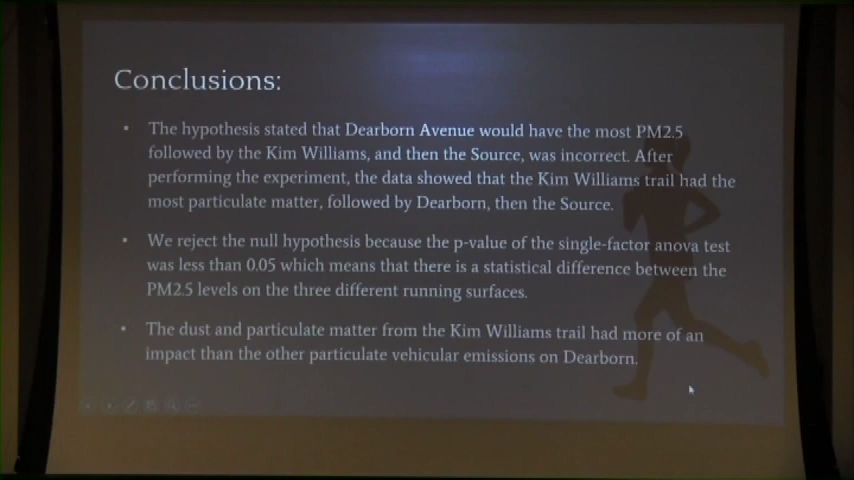 Conclusions:
• The hypothesis stated that Dearborn Avenue would have the most PM2.5
followed by the Kim Williams, and then the Source, was incorrect. After
performing the experiment, the data showed that the Kim Williams trail had the
most particulate matter, followed by Dearborn, then the Source.
• We reject the null hypothesis because the p-value of the single-factor anova test
was less than 0.05 which means that there is a statistical difference between the
PM2.5 levels on the three different running surfaces.
• The dust and particulate matter from the Kim Williams trail had more of an
impact than the other particulate vehicular emissions on Dearborn.